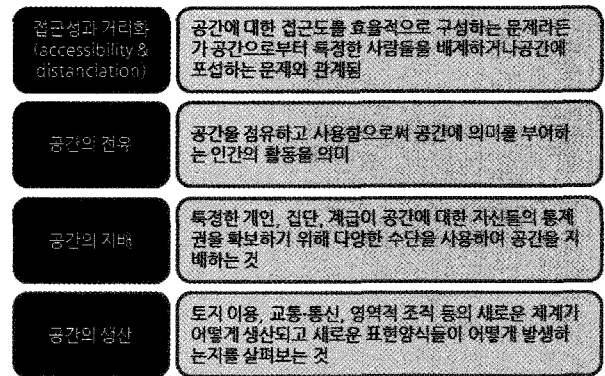 접근성과 거리화
(accessibility &
distanciation)
공간에 대한 접근도를 효율적으로 구성하는 문제라든
가 공간으로부터 특정한 사람들을 배제하거나공간에
포섭하는 문제와 관계됨
공간의 전유
공간을 점유하고 사용함으로써 공간에 의미를 부여하
는 인간의 활동을 의미
공간의 지배
특정한 개인, 집단, 계급이 공간에 대한 자신들의 통제
권을 확보하기 위해 다양한 수단을 사용하여 공간을 지
배하는 것
공간의 생산
토지 이용, 교통·통신, 영역적 조직 등의 새로운 체계가
어떻게 생산되고 새로운 표현양식들이 어떻게 발생하
는지를 살펴보는 것